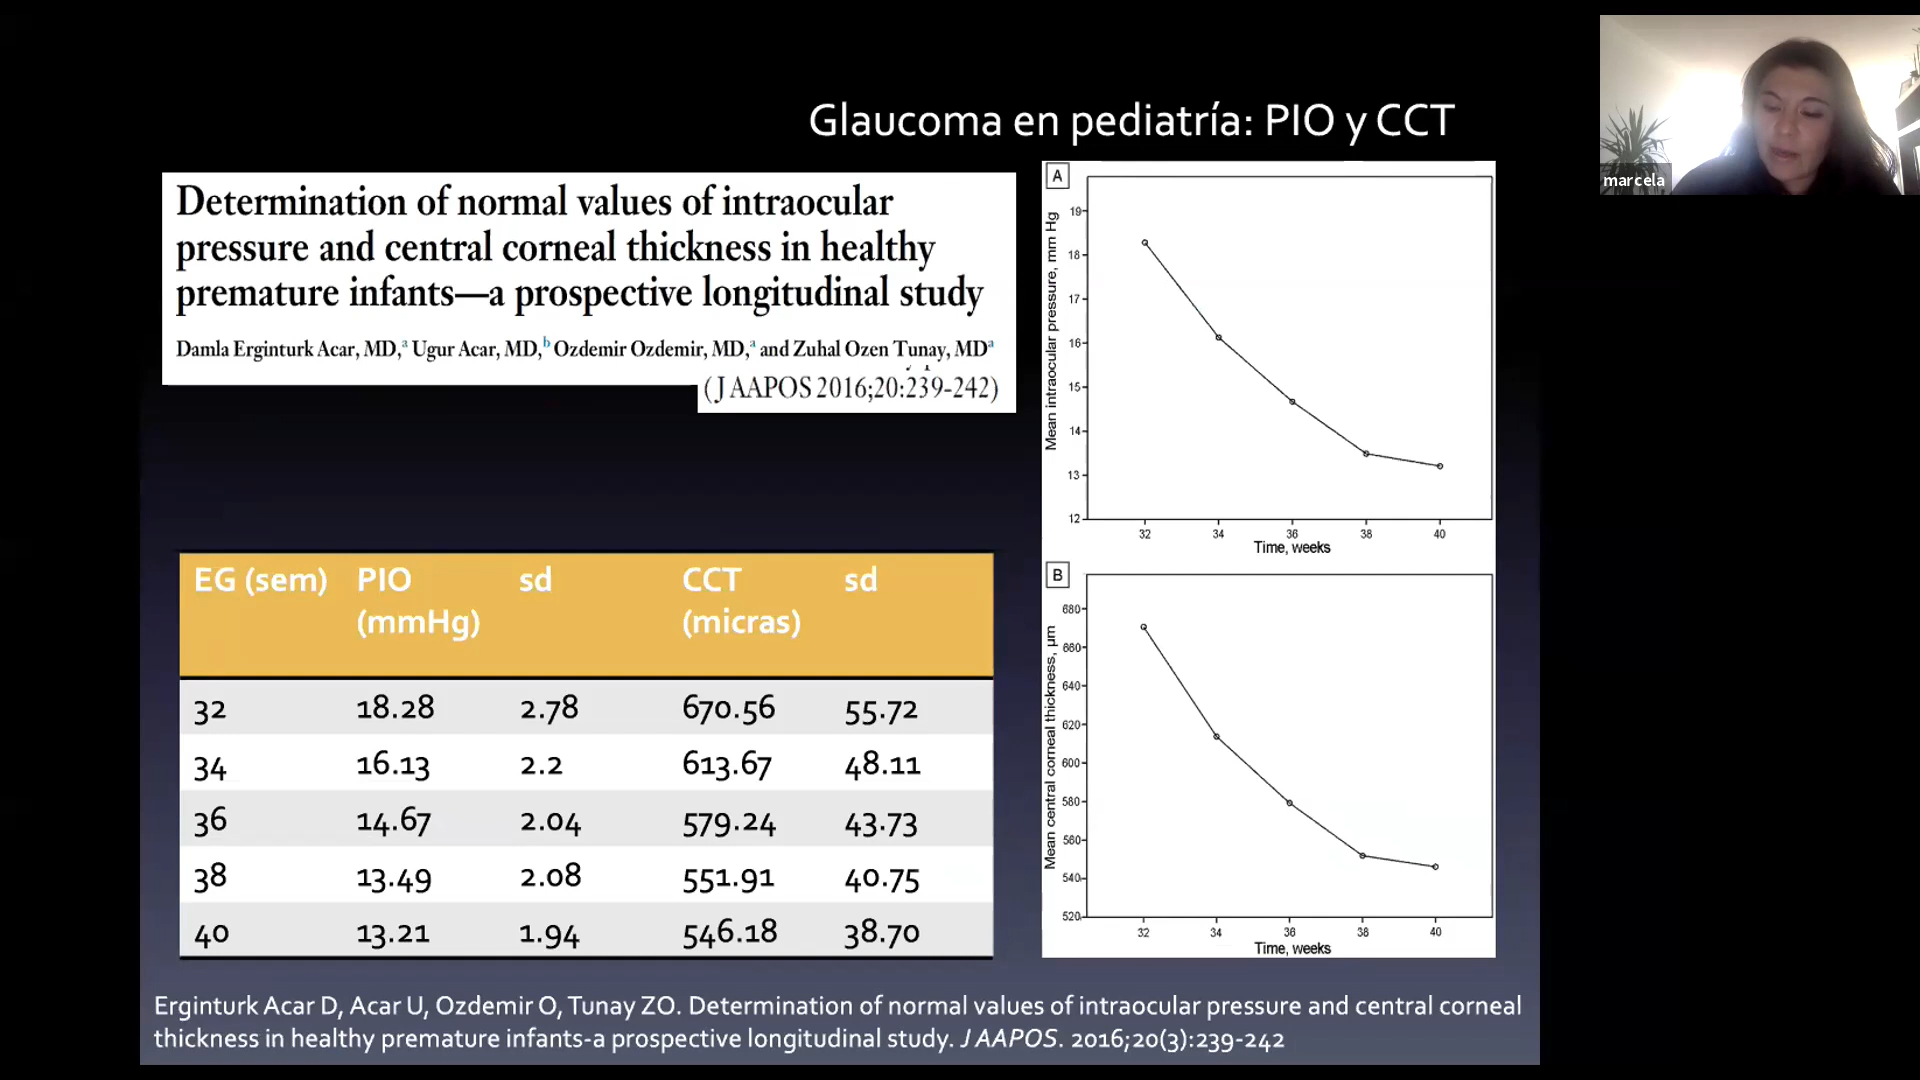 Glaucoma en pediatría: PIO y CCT
marcela
Determination of normal values of intraocular
pressure and central corneal thickness in healthy
premature infants—a prospective longitudinal study
Damla Erginturk Acar, MD,a Ugur Acar, MD,b Ozdemir Ozdemir, MD,a and Zuhal Ozen Tunay, MDa
(J AAPOS 2016;20:239-242)
A
Mean intraocular pressure, mm Hg
19
18
17
16
15
14
13
12
32 34 36 38 40
Time, weeks
B
Mean central corneal thickness, µm
680
660
640
620
600
580
560
540
520
32 34 36 38 40
Time, weeks
EG (sem) PIO (mmHg) sd CCT (micras) sd
32 18.28 2.78 670.56 55.72
34 16.13 2.2 613.67 48.11
36 14.67 2.04 579.24 43.73
38 13.49 2.08 551.91 40.75
40 13.21 1.94 546.18 38.70
Erginturk Acar D, Acar U, Ozdemir O, Tunay ZO. Determination of normal values of intraocular pressure and central corneal
thickness in healthy premature infants-a prospective longitudinal study. J AAPOS. 2016;20(3):239-242